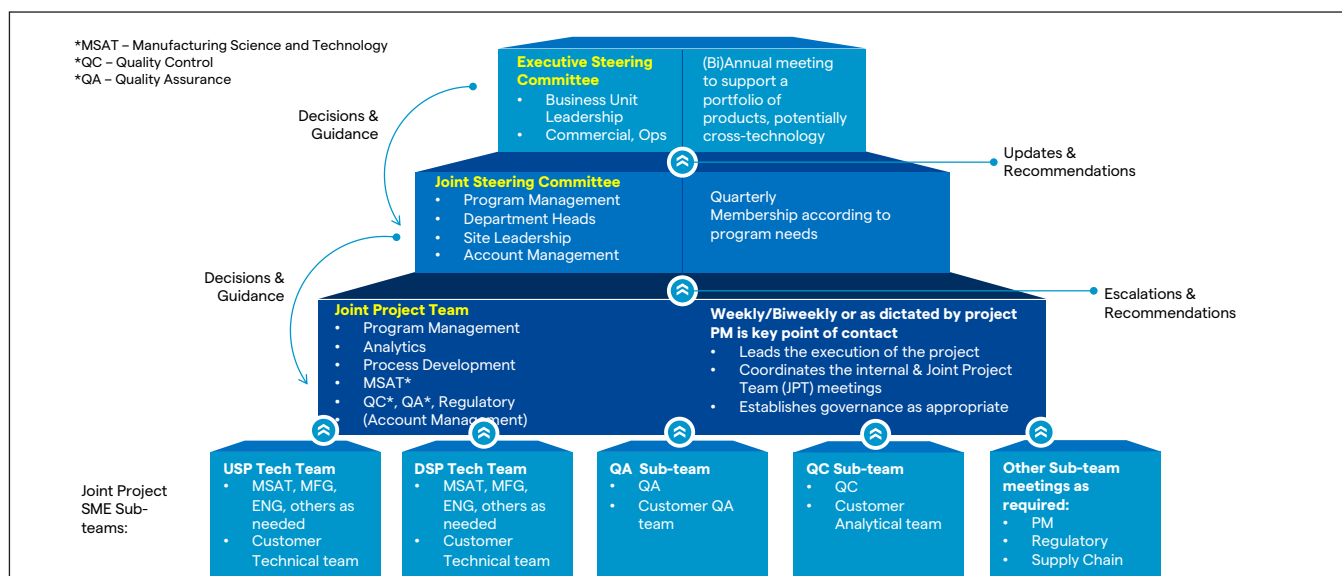 *MSAT – Manufacturing Science and Technology
*QC – Quality Control
*QA – Quality Assurance
Decisions &
Guidance
Executive Steering
Committee
• Business Unit
Leadership
• Commercial, Ops
(Bi)Annual meeting
to support a
portfolio of
products, potentially
cross-technology
Updates &
Recommendations
Joint Steering Committee
• Program Management
• Department Heads
• Site Leadership
• Account Management
Quarterly
Membership according to
program needs
Decisions &
Guidance
Escalations &
Recommendations
Joint Project Team
• Program Management
• Analytics
• Process Development
• MSAT*
• QC*, QA*, Regulatory
• (Account Management)
Weekly/Biweekly or as dictated by project
PM is key point of contact
• Leads the execution of the project
• Coordinates the internal & Joint Project
Team (JPT) meetings
• Establishes governance as appropriate
Joint Project
SME Sub-
teams:
USP Tech Team
• MSAT, MFG,
ENG, others as
needed
• Customer
Technical team
DSP Tech Team
• MSAT, MFG,
ENG, others as
needed
• Customer
Technical team
QA Sub-team
• QA
• Customer QA
team
QC Sub-team
• QC
• Customer
Analytical team
Other Sub-team
meetings as
required:
• PM
• Regulatory
• Supply Chain